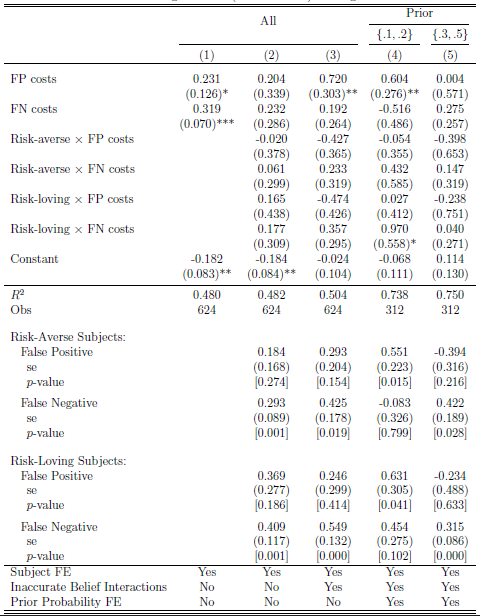 All Prior
{.1, .2} {.3, .5}
(1) (2) (3) (4) (5)
FP costs 0.231 0.204 0.720 0.604 0.004
(0.126)* (0.339) (0.303)** (0.276)** (0.571)
FN costs 0.319 0.232 0.192 -0.516 0.275
(0.070)*** (0.286) (0.264) (0.486) (0.257)
Risk-averse × FP costs -0.020 -0.427 -0.054 -0.398
(0.378) (0.365) (0.355) (0.653)
Risk-averse × FN costs 0.061 0.233 0.432 0.147
(0.299) (0.319) (0.585) (0.319)
Risk-loving × FP costs 0.165 -0.474 0.027 -0.238
(0.438) (0.426) (0.412) (0.751)
Risk-loving × FN costs 0.177 0.357 0.970 0.040
(0.309) (0.295) (0.558)* (0.271)
Constant -0.182 -0.184 -0.024 -0.068 0.114
(0.083)** (0.084)** (0.104) (0.111) (0.130)
R² 0.480 0.482 0.504 0.738 0.750
Obs 624 624 624 312 312
Risk-Averse Subjects:
False Positive 0.184 0.293 0.551 -0.394
se (0.168) (0.204) (0.223) (0.316)
p-value [0.274] [0.154] [0.015] [0.216]
False Negative 0.293 0.425 -0.083 0.422
se (0.089) (0.178) (0.326) (0.189)
p-value [0.001] [0.019] [0.799] [0.028]
Risk-Loving Subjects:
False Positive 0.369 0.246 0.631 -0.234
se (0.277) (0.299) (0.305) (0.488)
p-value [0.186] [0.414] [0.041] [0.633]
False Negative 0.409 0.549 0.454 0.315
se (0.117) (0.132) (0.275) (0.086)
p-value [0.001] [0.000] [0.102] [0.000]
Subject FE Yes Yes Yes Yes Yes
Inaccurate Belief Interactions No No Yes Yes Yes
Prior Probability FE No No No Yes Yes